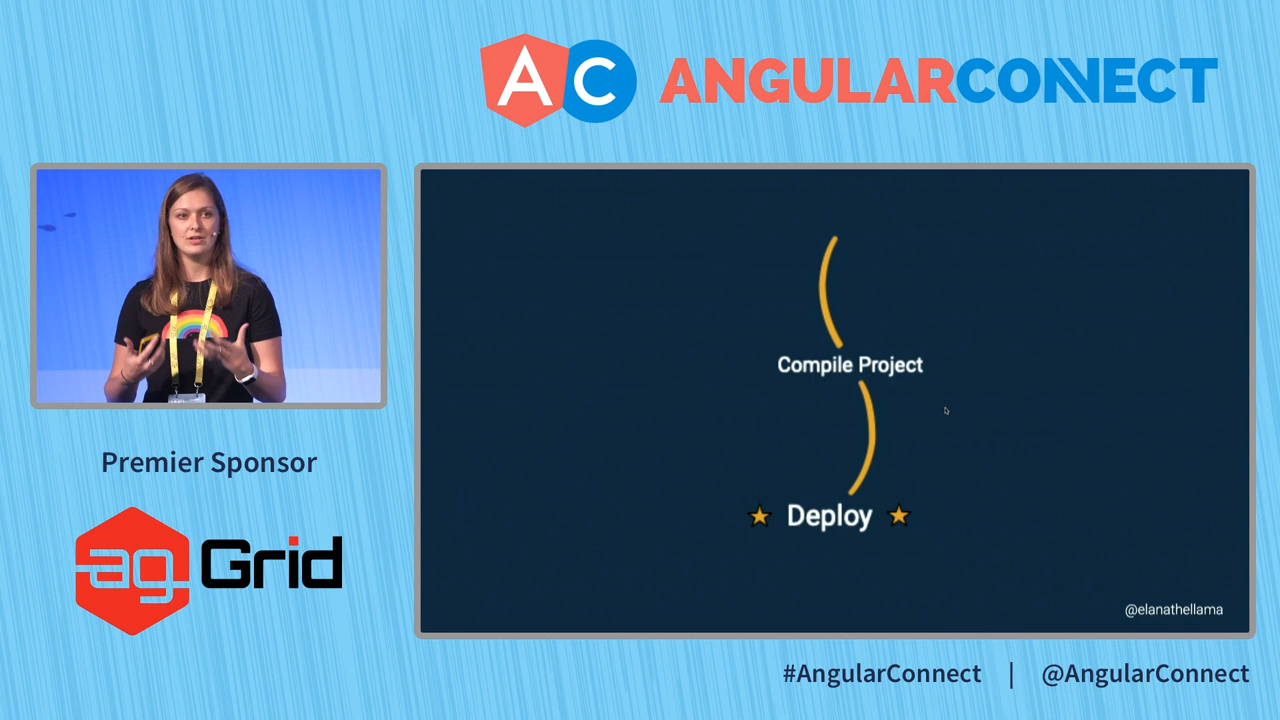 AC ANGULARCONNECT
Compile Project
Deploy
@elanathellama
Premier Sponsor
ag Grid
#AngularConnect | @AngularConnect